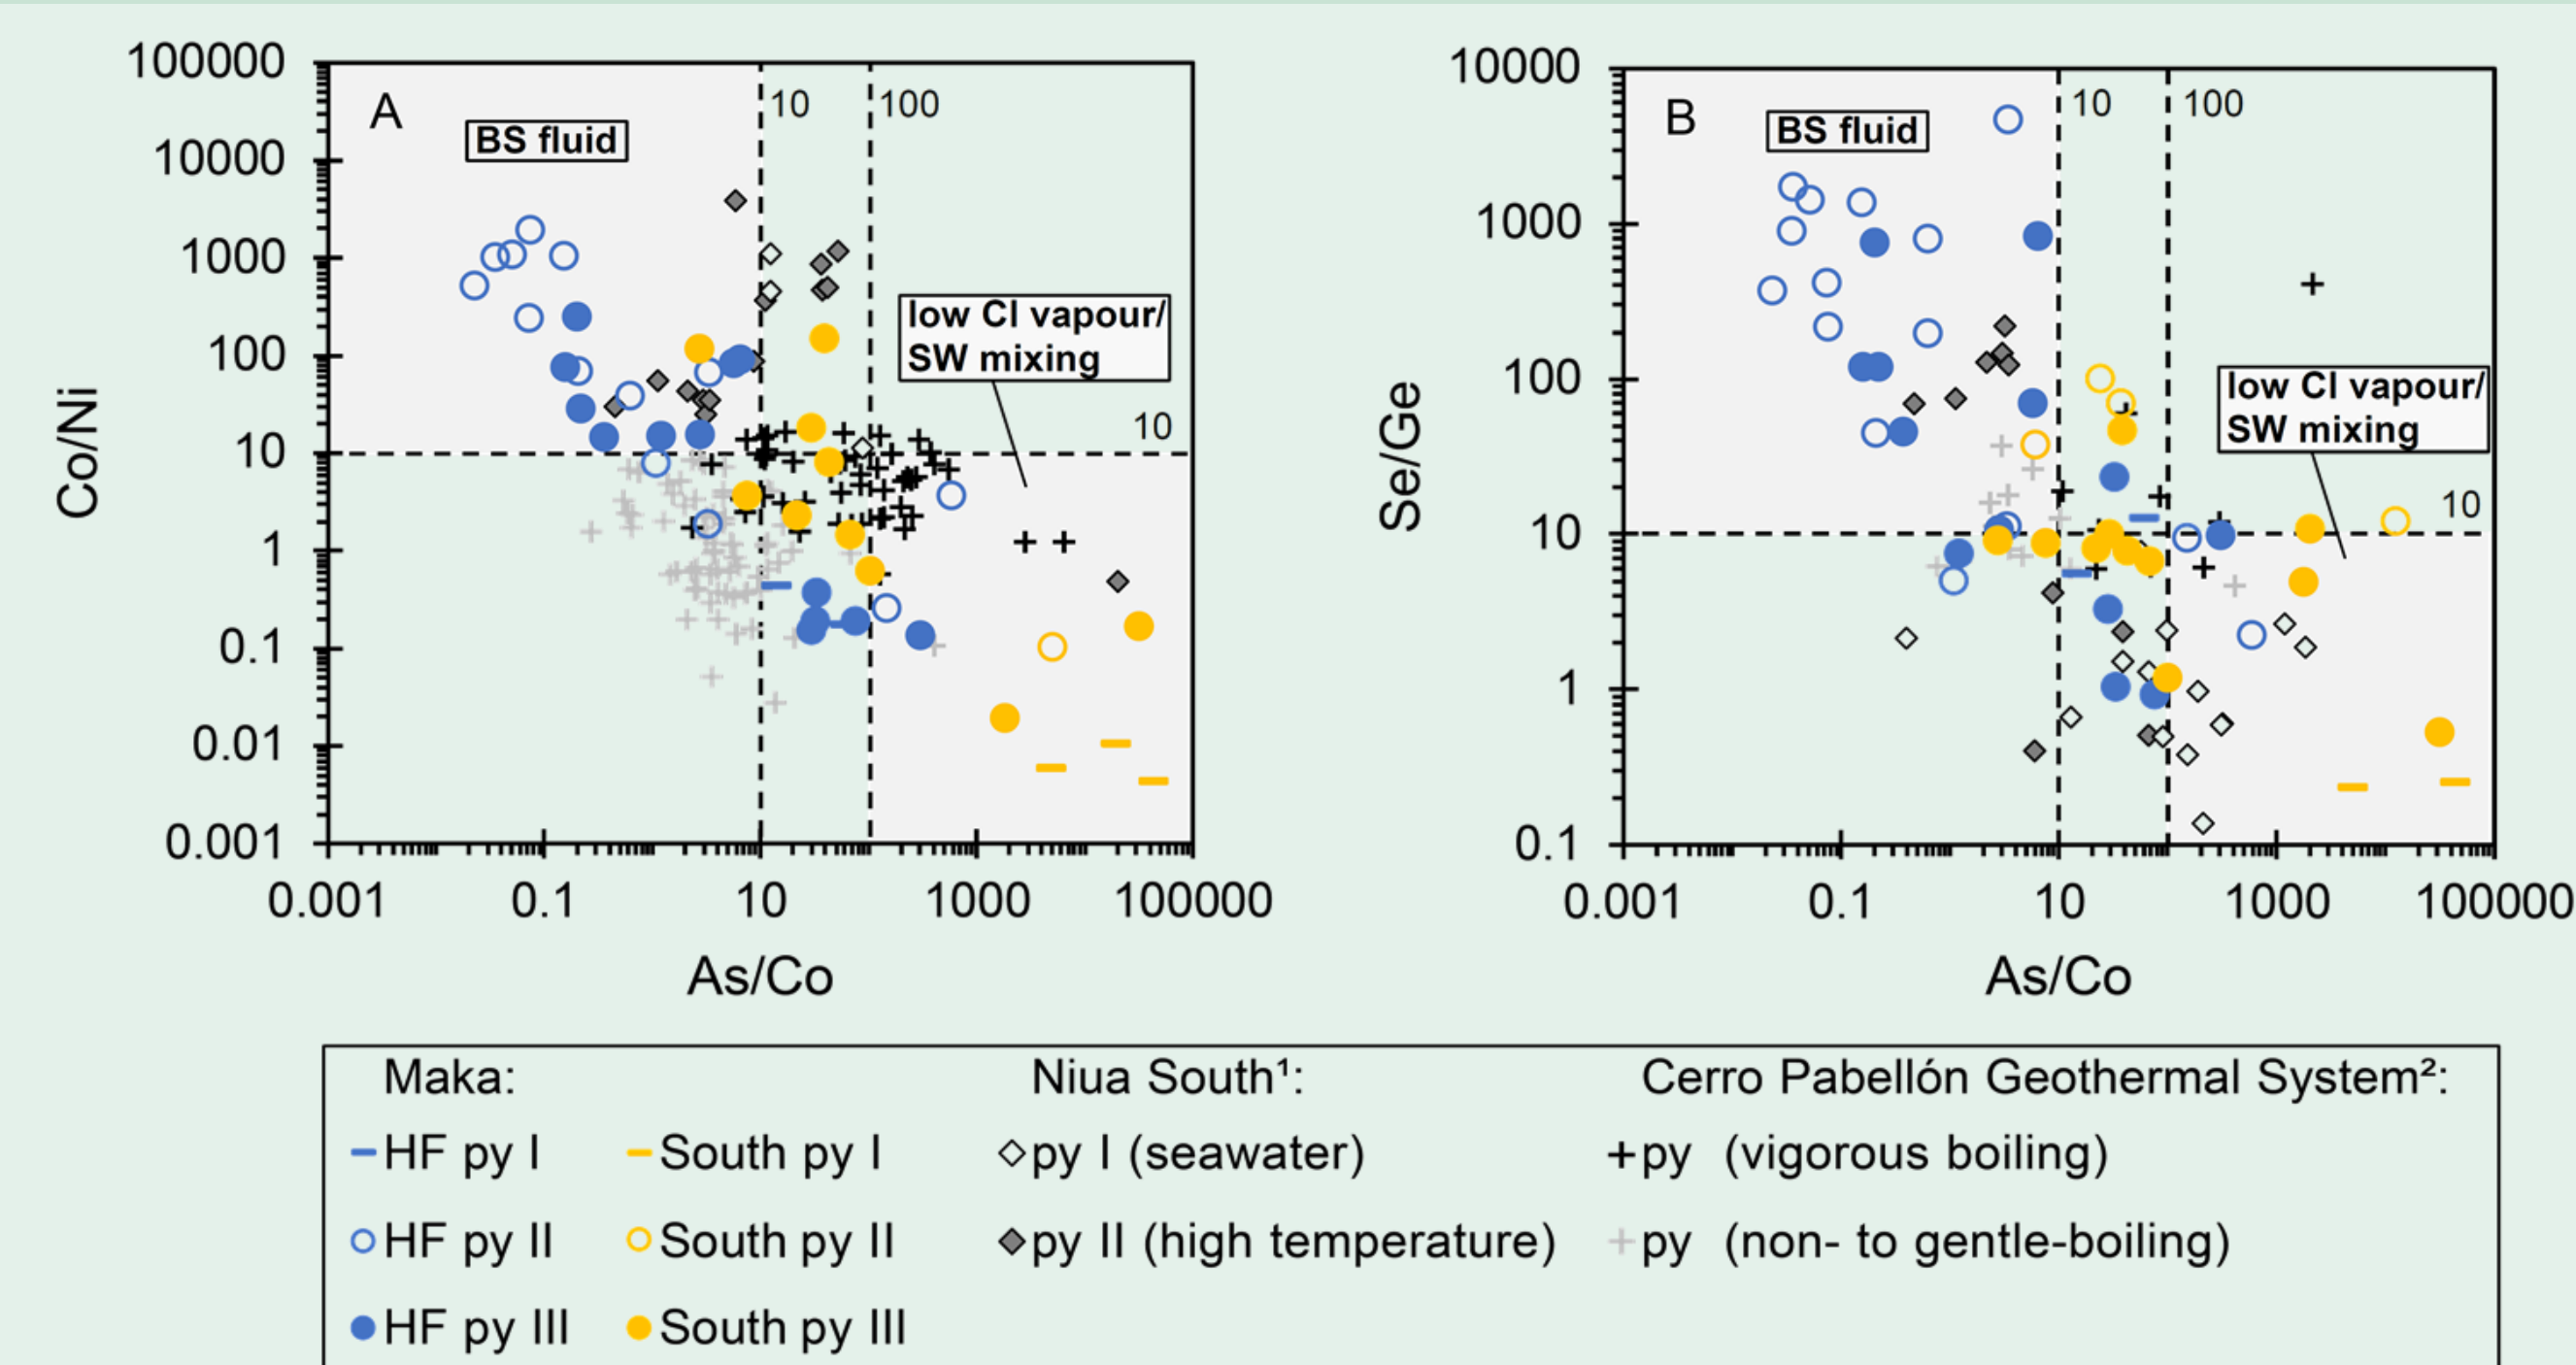 A
BS fluid
10
100
low Cl vapour/
SW mixing
10
Co/Ni
100000
10000
1000
100
10
1
0.1
0.01
0.001
0.001 0.1 10 1000 100000
As/Co
B
BS fluid
10
100
low Cl vapour/
SW mixing
10
Se/Ge
10000
1000
100
10
1
0.1
0.001 0.1 10 1000 100000
As/Co
Maka:
HF py I
HF py II
HF py III
South py I
South py II
South py III
Niua South¹:
py I (seawater)
py II (high temperature)
Cerro Pabellón Geothermal System²:
py (vigorous boiling)
py (non- to gentle-boiling)